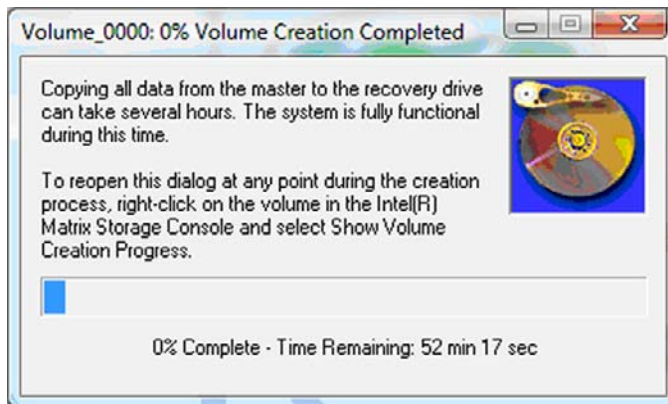 Volume_0000: 0% Volume Creation Completed
Copying all data from the master to the recovery drive
can take several hours. The system is fully functional
during this time.
To reopen this dialog at any point during the creation
process, right-click on the volume in the Intel(R)
Matrix Storage Console and select Show Volume
Creation Progress.
0% Complete - Time Remaining: 52 min 17 sec